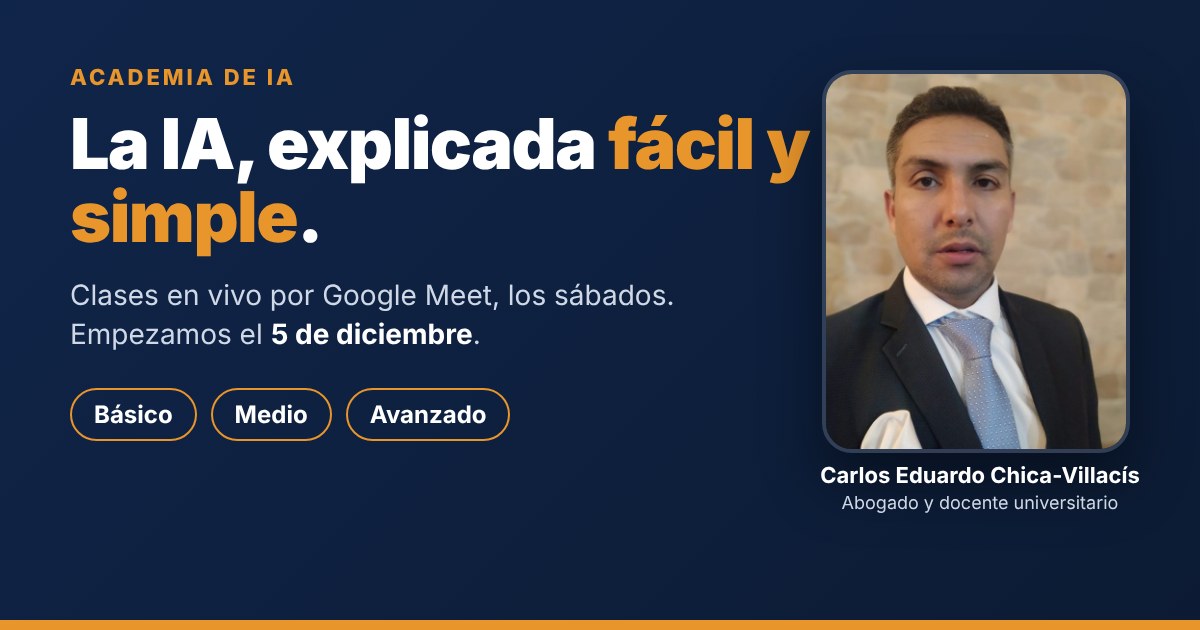 ACADEMIA DE IA
La IA, explicada fácil y
simple.
Clases en vivo por Google Meet, los sábados.
Empezamos el 5 de diciembre.
Básico
Medio
Avanzado
Carlos Eduardo Chica-Villacís
Abogado y docente universitario